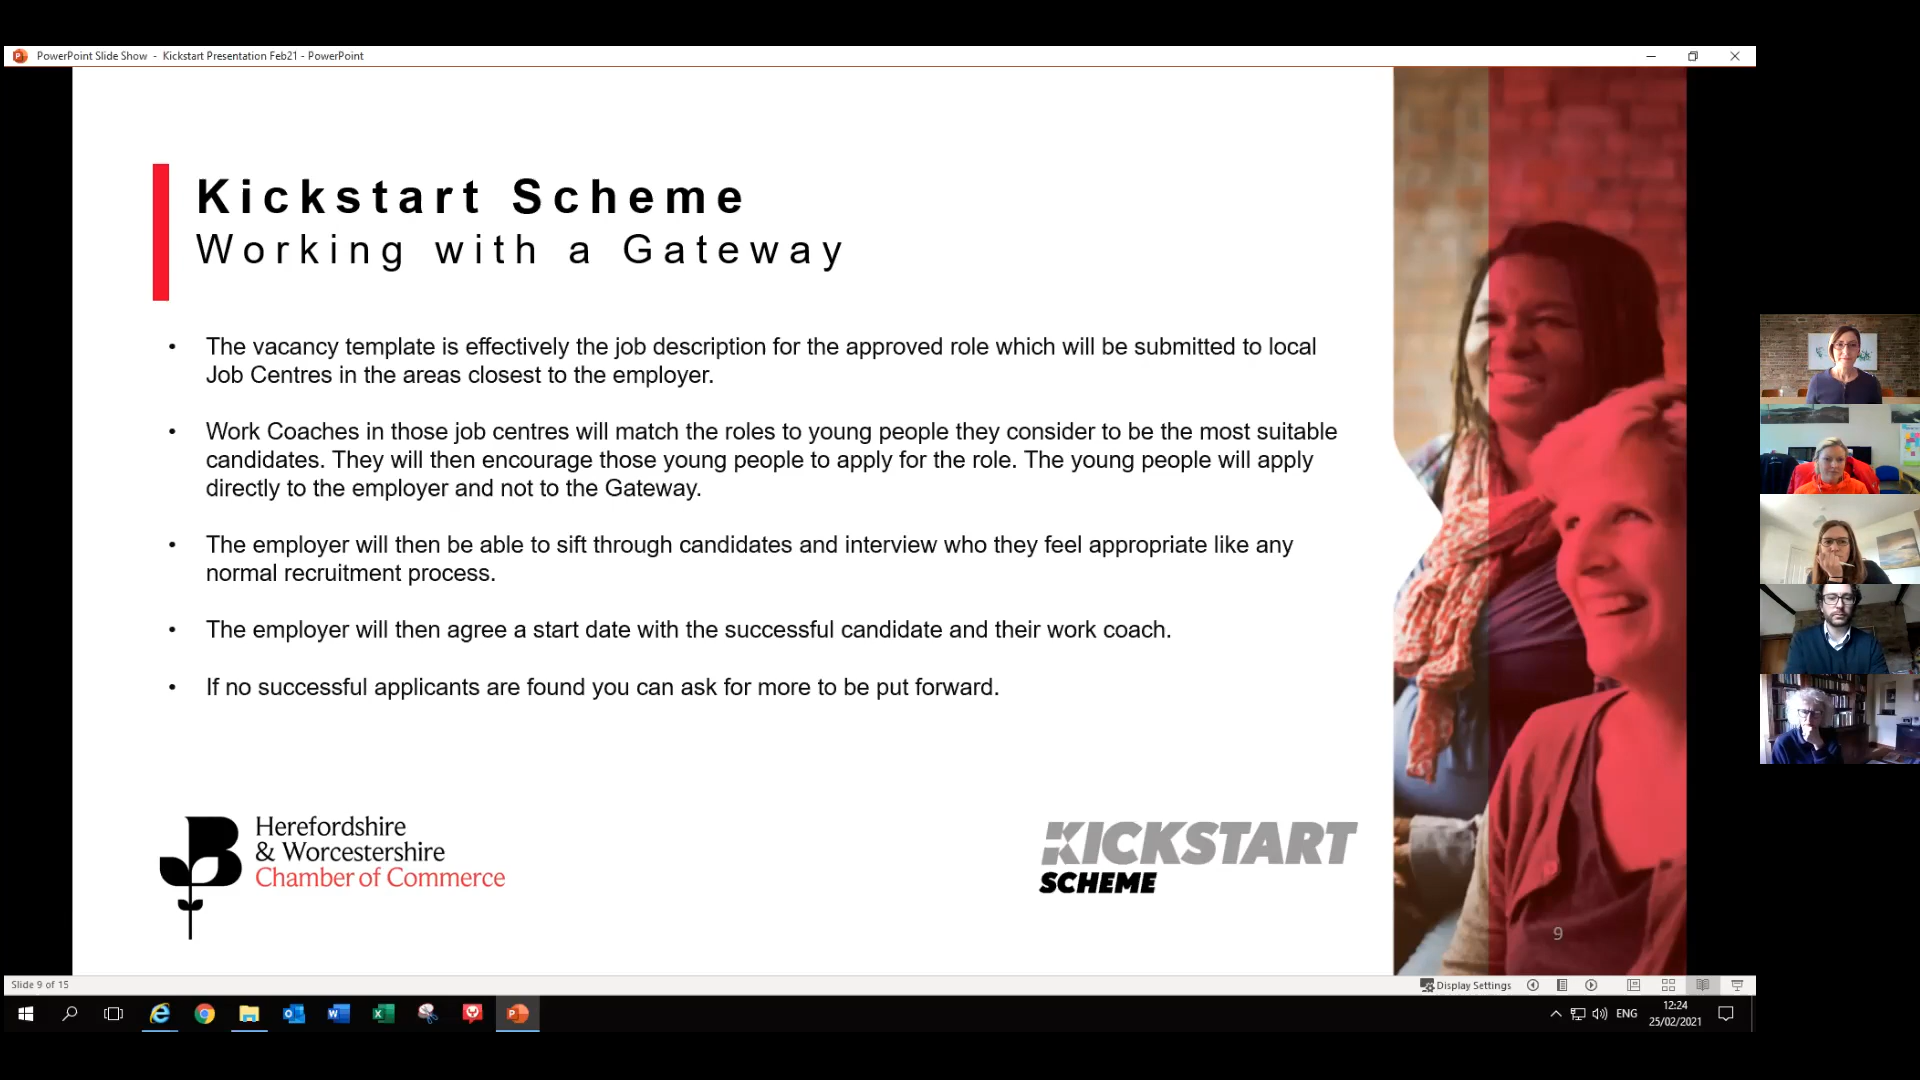 PowerPoint Slide Show - Kickstart Presentation Feb21 - PowerPoint
Kickstart Scheme
Working with a Gateway
• The vacancy template is effectively the job description for the approved role which will be submitted to local
Job Centres in the areas closest to the employer.
• Work Coaches in those job centres will match the roles to young people they consider to be the most suitable
candidates. They will then encourage those young people to apply for the role. The young people will apply
directly to the employer and not to the Gateway.
• The employer will then be able to sift through candidates and interview who they feel appropriate like any
normal recruitment process.
• The employer will then agree a start date with the successful candidate and their work coach.
• If no successful applicants are found you can ask for more to be put forward.
Herefordshire
& Worcestershire
Chamber of Commerce
KICKSTART
SCHEME
9
Slide 9 of 15
Display Settings
ENG
12:24
25/02/2021